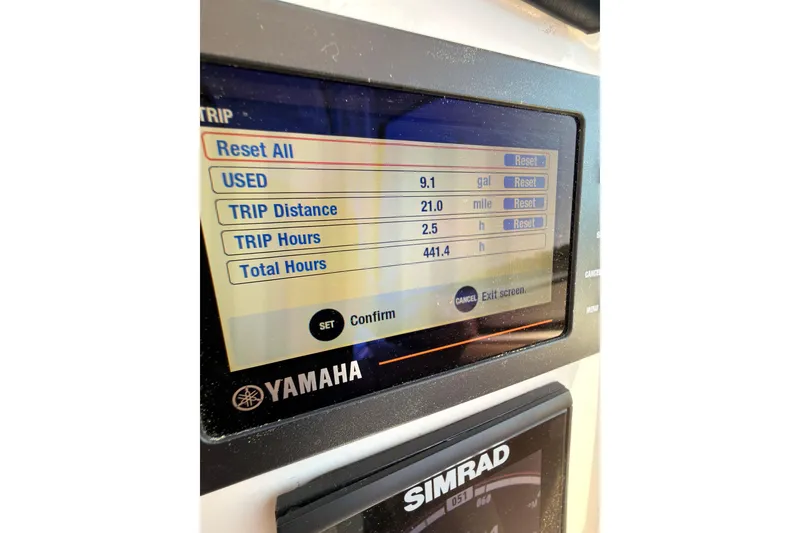 TRIP
Reset All Reset
USED 9.1 gal Reset
TRIP Distance 21.0 mile Reset
TRIP Hours 2.5 h Reset
Total Hours 441.4 h
SET Confirm CANCEL Exit screen.
YAMAHA
SIMRAD
051